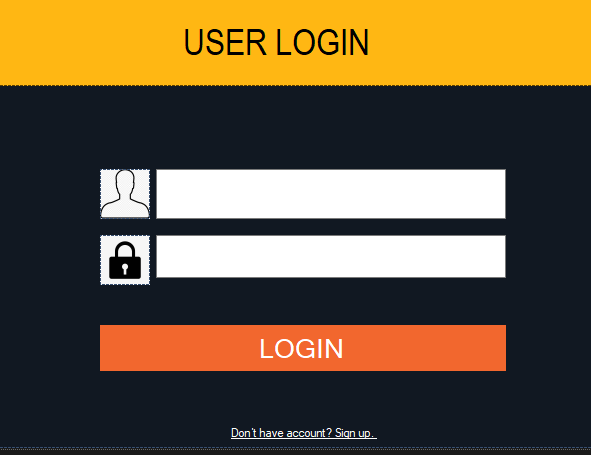 USER LOGIN
LOGIN
Don't have account? Sign up.